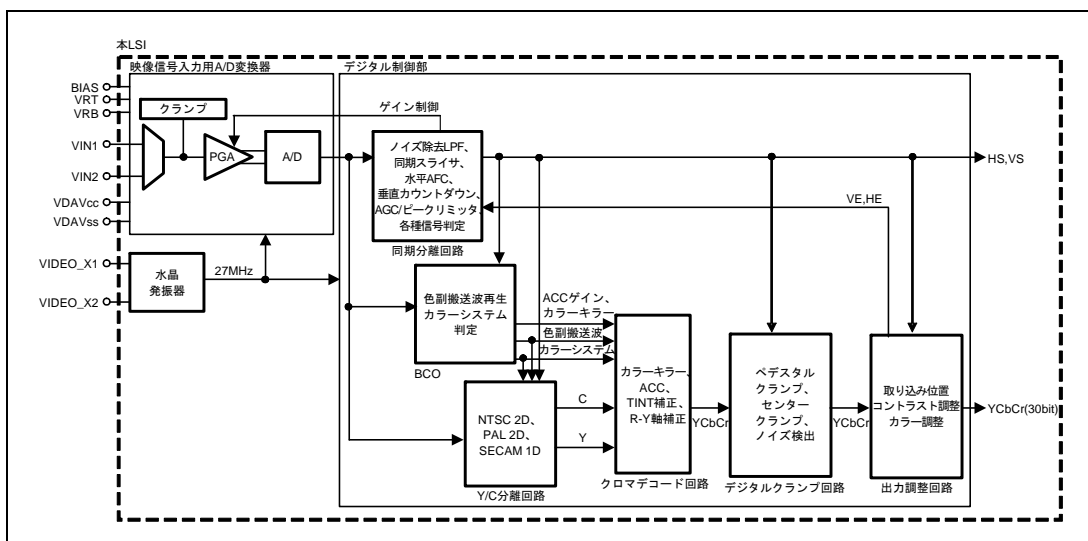 本LSI
映像信号入力用A/D変換器
デジタル制御部
BIAS
VRT
VRB
VIN1
VIN2
VDAVcc
VDAVss
VIDEO_X1
VIDEO_X2
クランプ
PGA
A/D
ゲイン制御
ノイズ除去LPF、
同期スライサ、
水平AFC、
垂直カウントダウン、
AGC/ピークリミッタ、
各種信号判定
同期分離回路
HS,VS
VE,HE
水晶
発振器
27MHz
色副搬送波再生
カラーシステム
判定
BCO
ACCゲイン、
カラーキラー
色副搬送波
カラーシステム
NTSC 2D、
PAL 2D、
SECAM 1D
Y/C分離回路
C
Y
カラーキラー、
ACC、
TINT補正、
R-Y軸補正
クロマデコード回路
YCbCr
ペデスタル
クランプ、
センター
クランプ、
ノイズ検出
デジタルクランプ回路
YCbCr
取り込み位置
コントラスト調整
カラー調整
出力調整回路
YCbCr(30bit)